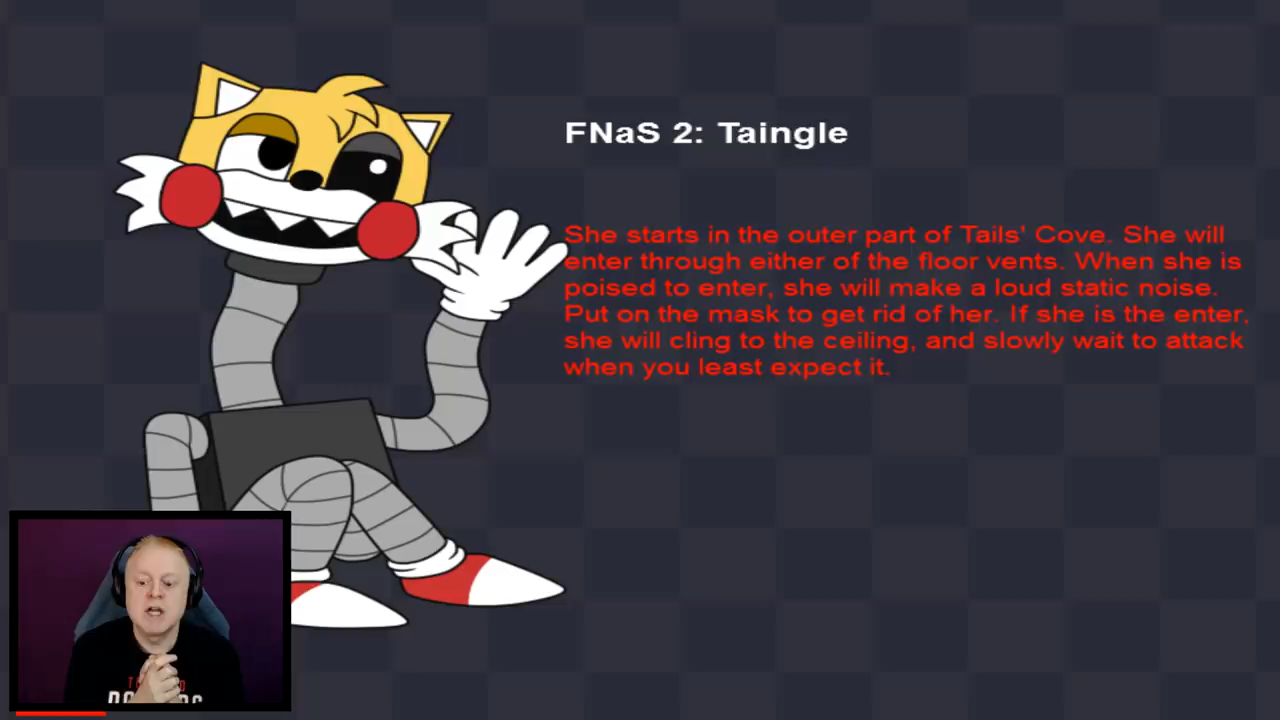 FNaS 2: Taingle
She starts in the outer part of Tails' Cove. She will
enter through either of the floor vents. When she is
poised to enter, she will make a loud static noise.
Put on the mask to get rid of her. If she is the enter,
she will cling to the ceiling, and slowly wait to attack
when you least expect it.